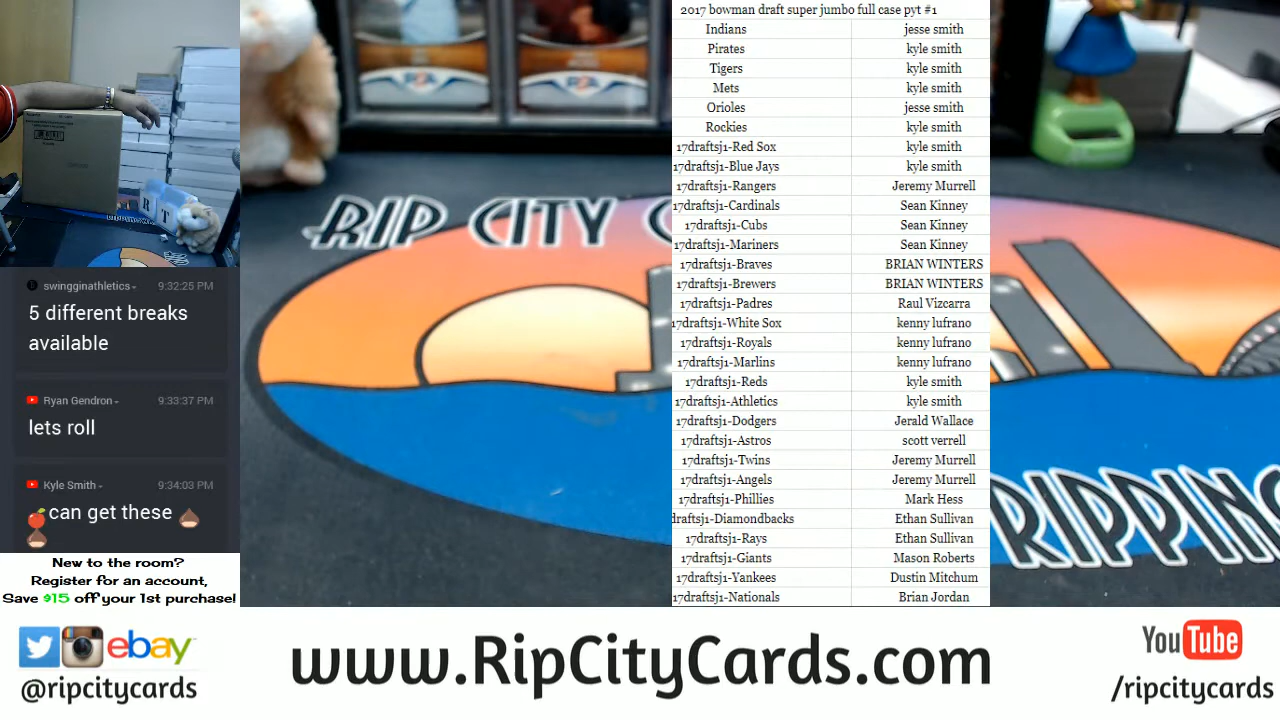 swingginathletics 9:32:25 PM
5 different breaks
available
Ryan Gendron 9:33:37 PM
lets roll
Kyle Smith 9:34:03 PM
can get these
New to the room?
Register for an account,
Save $15 off your 1st purchase!
2017 bowman draft super jumbo full case pyt #1
Indians jesse smith
Pirates kyle smith
Tigers kyle smith
Mets kyle smith
Orioles jesse smith
Rockies kyle smith
17draftsj1-Red Sox kyle smith
17draftsj1-Blue Jays kyle smith
17draftsj1-Rangers Jeremy Murrell
17draftsj1-Cardinals Sean Kinney
17draftsj1-Cubs Sean Kinney
17draftsj1-Mariners Sean Kinney
17draftsj1-Braves BRIAN WINTERS
17draftsj1-Brewers BRIAN WINTERS
17draftsj1-Padres Raul Vizcarra
17draftsj1-White Sox kenny lufrano
17draftsj1-Royals kenny lufrano
17draftsj1-Marlins kenny lufrano
17draftsj1-Reds kyle smith
17draftsj1-Athletics kyle smith
17draftsj1-Dodgers Jerald Wallace
17draftsj1-Astros scott verrell
17draftsj1-Twins Jeremy Murrell
17draftsj1-Angels Jeremy Murrell
17draftsj1-Phillies Mark Hess
draftsj1-Diamondbacks Ethan Sullivan
17draftsj1-Rays Ethan Sullivan
17draftsj1-Giants Mason Roberts
17draftsj1-Yankees Dustin Mitchum
17draftsj1-Nationals Brian Jordan
RIP CITY C
RIPPING
ebay
@ripcitycards
www.RipCityCards.com
YouTube
/ripcitycards